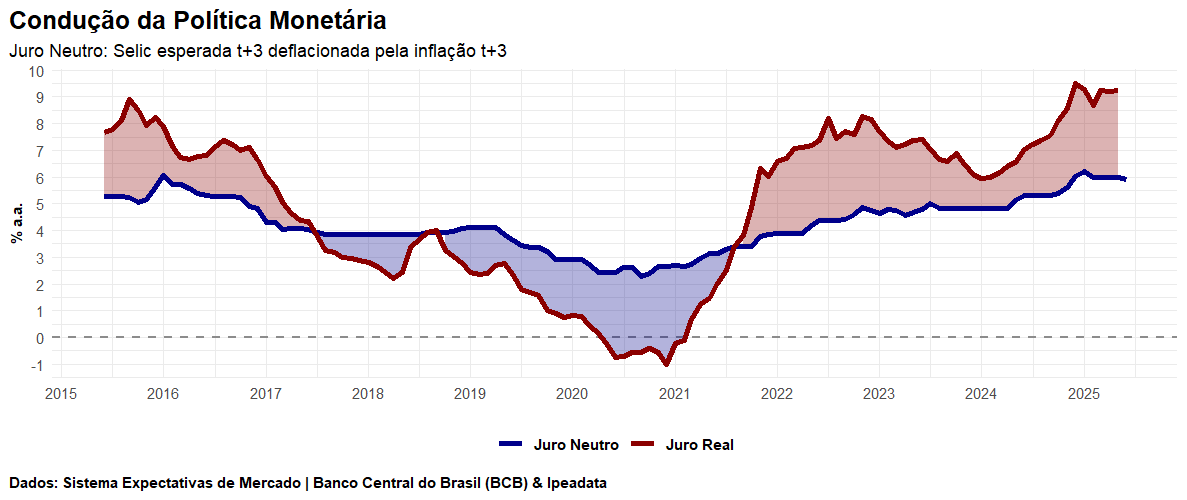 Condução da Política Monetária
Juro Neutro: Selic esperada t+3 deflacionada pela inflação t+3
10
9
8
7
6
5
4
3
2
1
0
-1
% a.a.
2015 2016 2017 2018 2019 2020 2021 2022 2023 2024 2025
Juro Neutro Juro Real
Dados: Sistema Expectativas de Mercado | Banco Central do Brasil (BCB) & Ipeadata